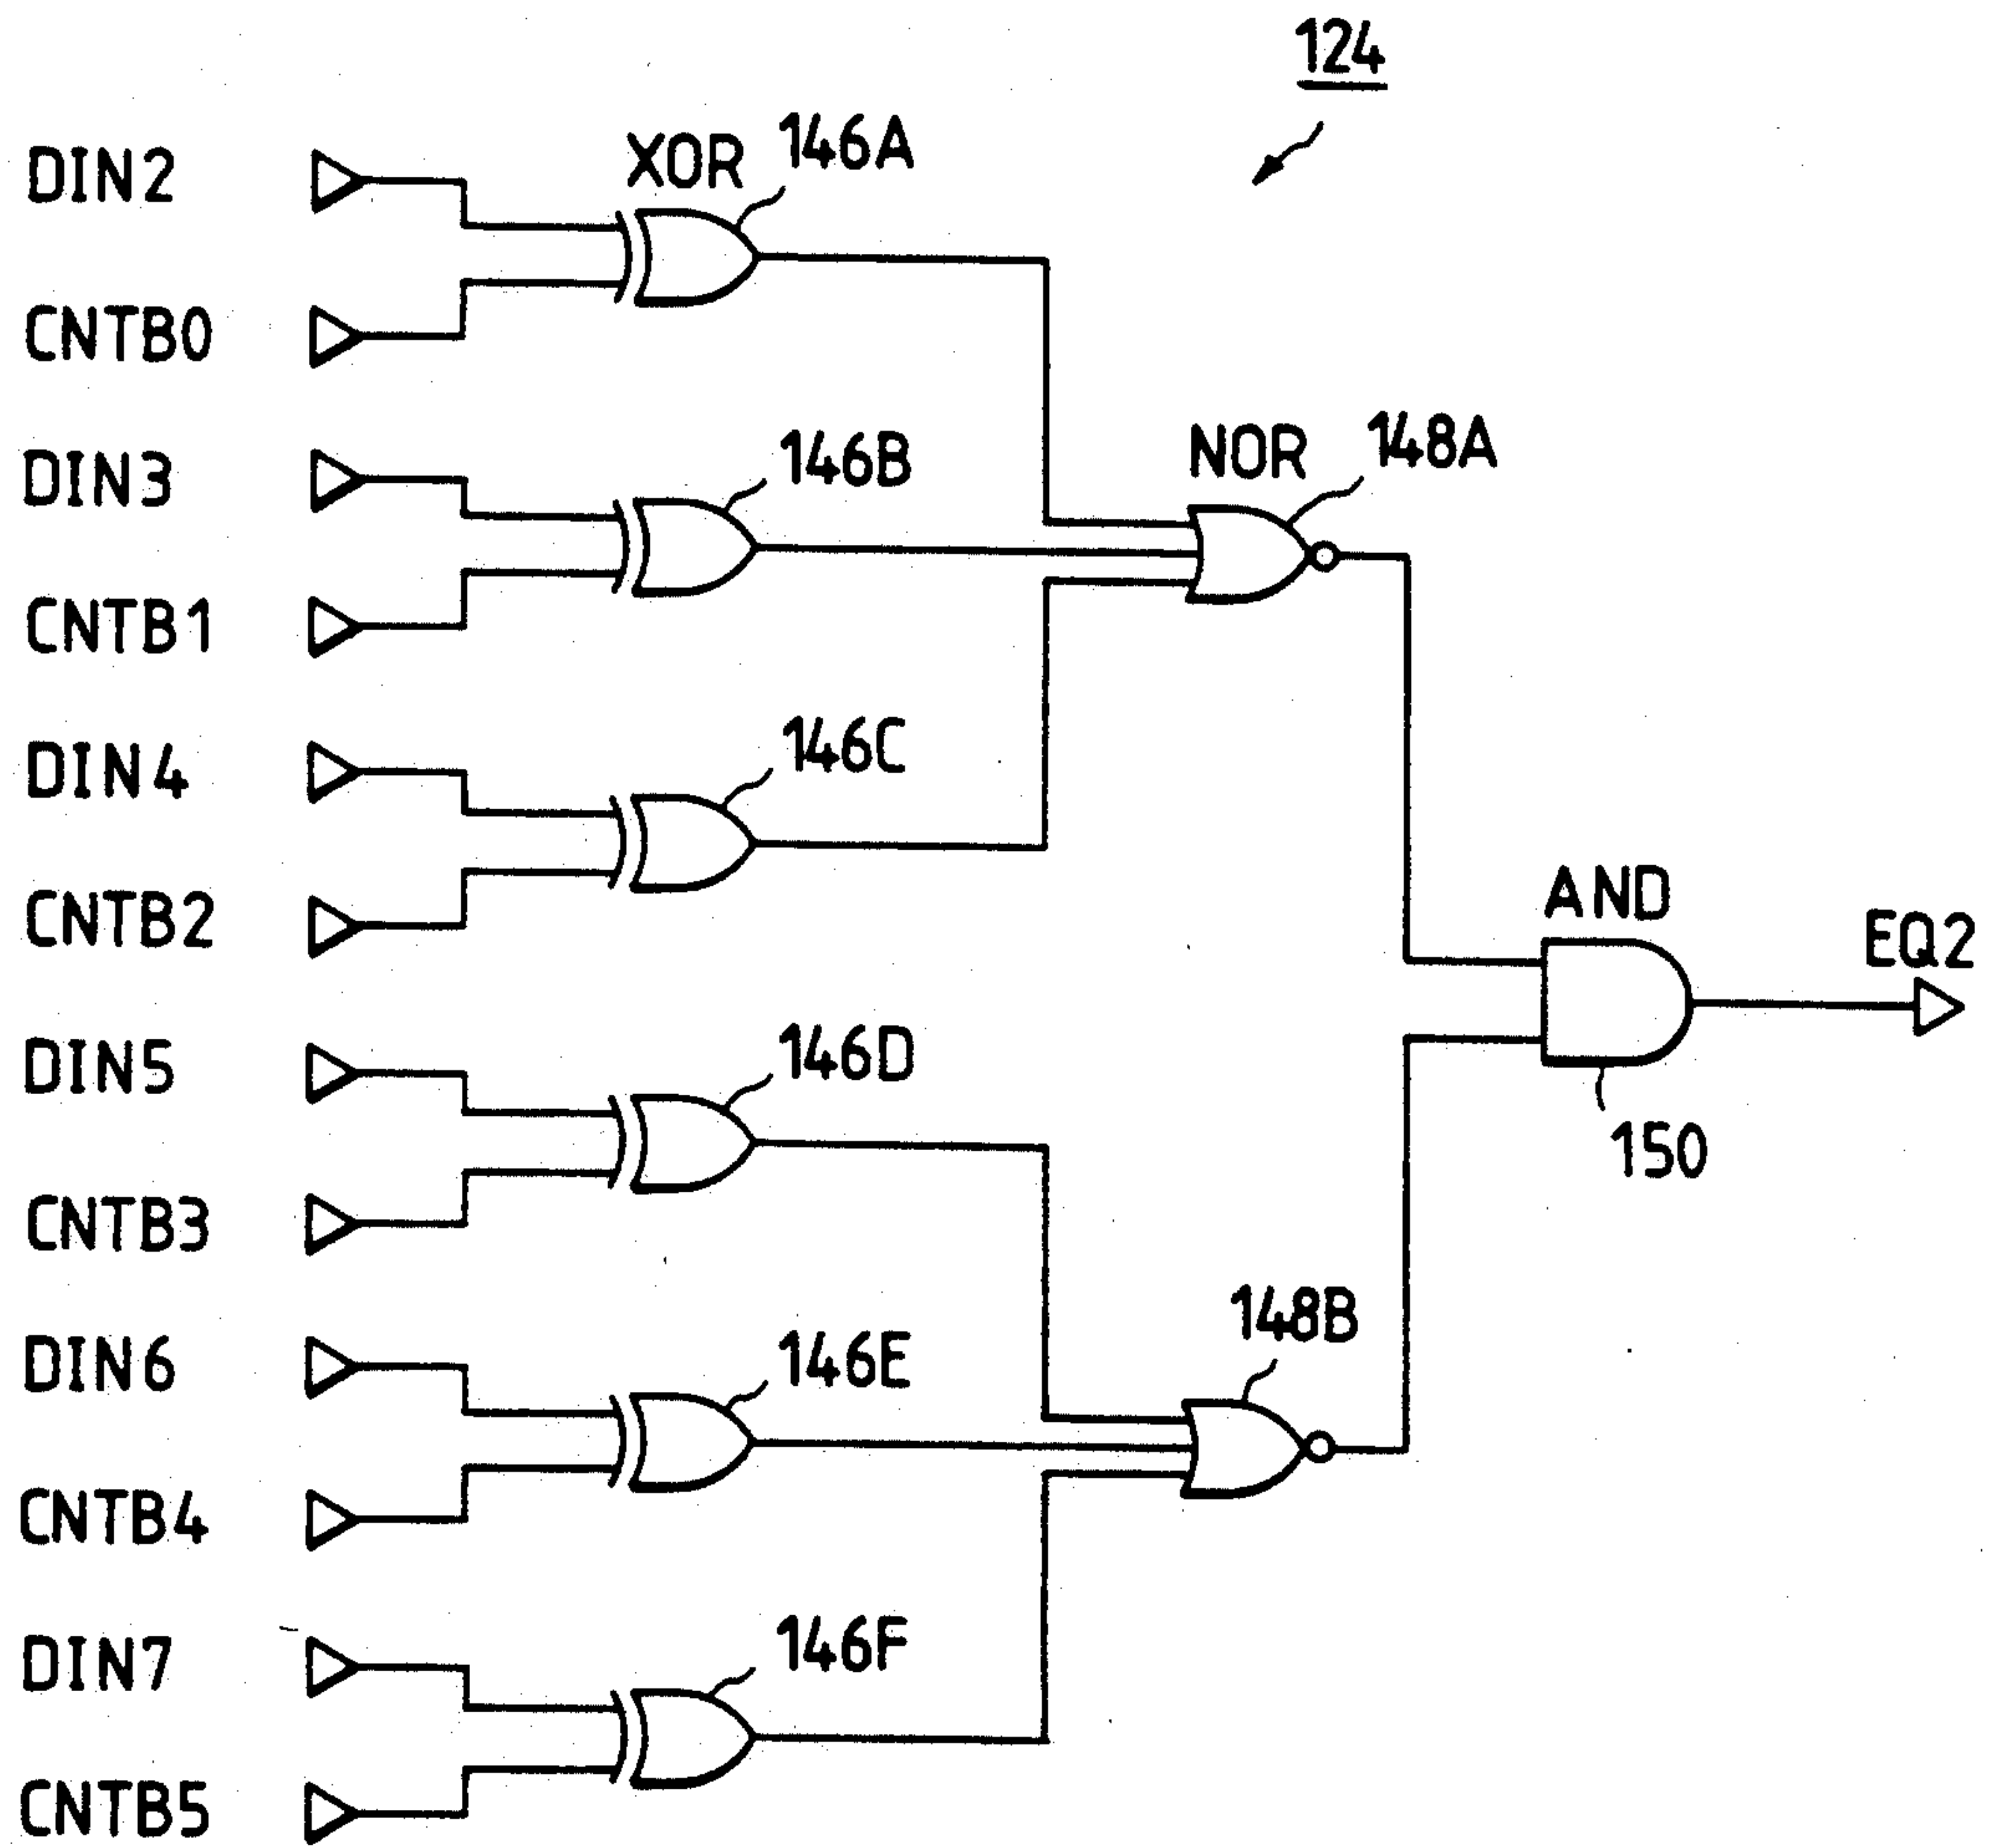 124
DIN2
XOR 146A
CNTB0
DIN3
146B
NOR 148A
CNTB1
DIN4
146C
CNTB2
AND
EQ2
DIN5
146D
150
CNTB3
DIN6
146E
148B
CNTB4
DIN7
146F
CNTB5